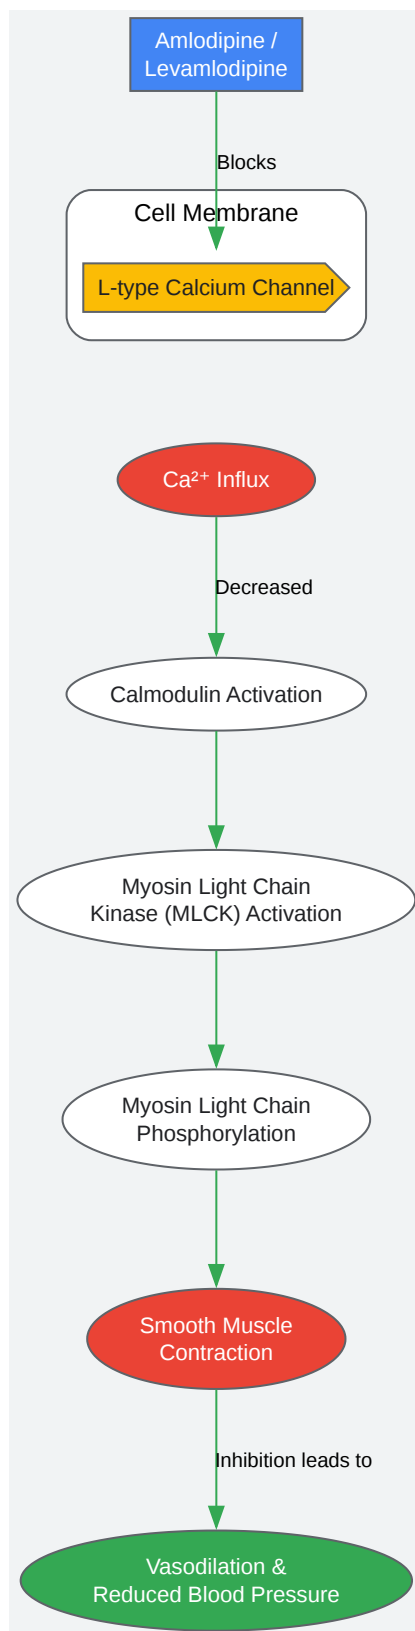 Amlodipine /
Levamlodipine
Blocks
Cell Membrane
L-type Calcium Channel
Ca²⁺ Influx
Decreased
Calmodulin Activation
Myosin Light Chain
Kinase (MLCK) Activation
Myosin Light Chain
Phosphorylation
Smooth Muscle
Contraction
Inhibition leads to
Vasodilation &
Reduced Blood Pressure